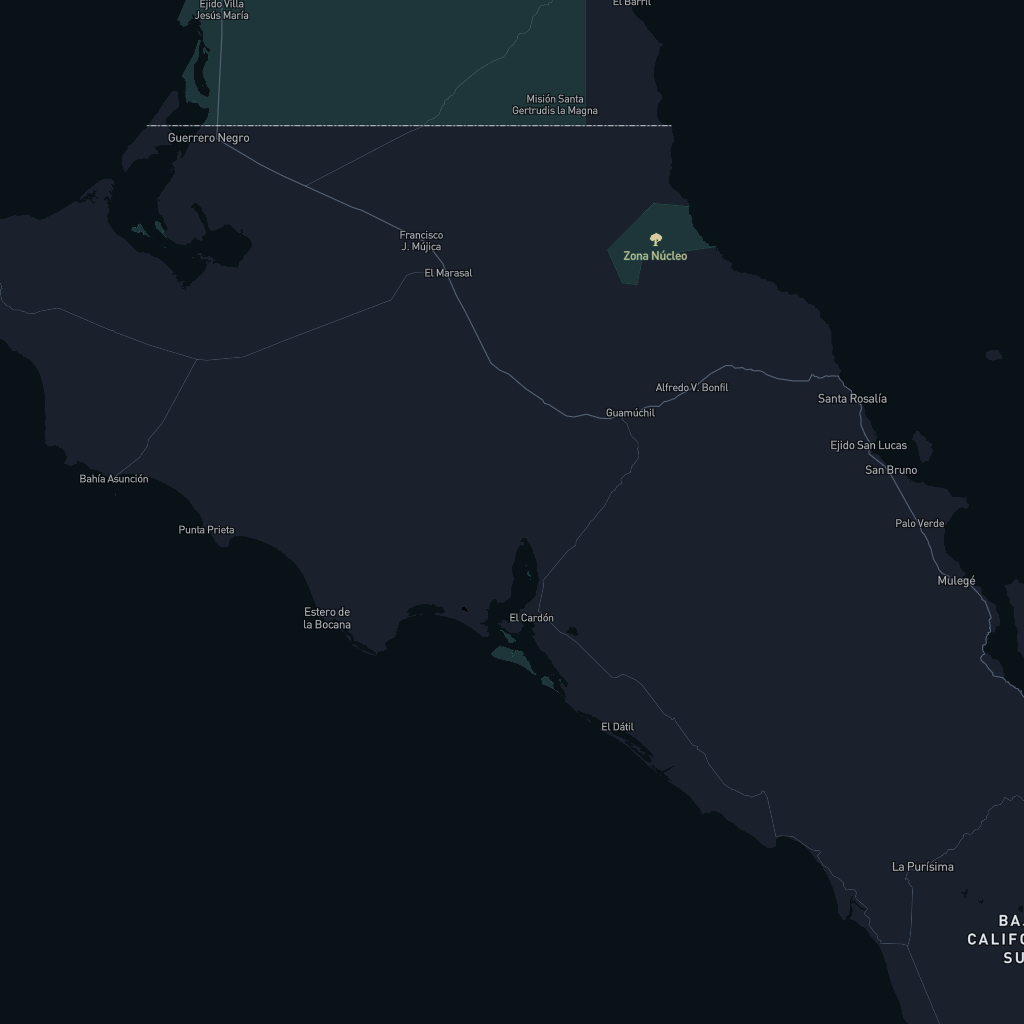 El Barril
Ejido Villa
Jesús María
Misión Santa
Gertrudis la Magna
Guerrero Negro
Francisco
J. Mújica
Zona Núcleo
El Marasal
Alfredo V. Bonfil
Santa Rosalía
Guamúchil
Ejido San Lucas
San Bruno
Bahía Asunción
Palo Verde
Punta Prieta
Mulegé
Estero de
la Bocana
El Cardón
El Dátil
La Purísima
BA
CALIFO
SU